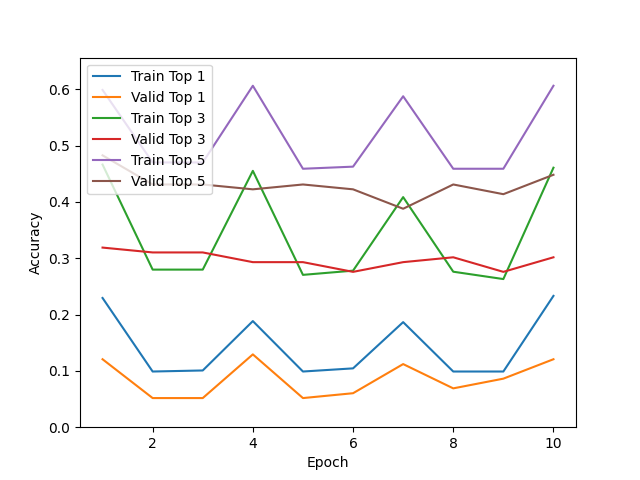 Train Top 1
Valid Top 1
Train Top 3
Valid Top 3
Train Top 5
Valid Top 5
0.6
0.5
0.4
0.3
0.2
0.1
0.0
Accuracy
2 4 6 8 10
Epoch